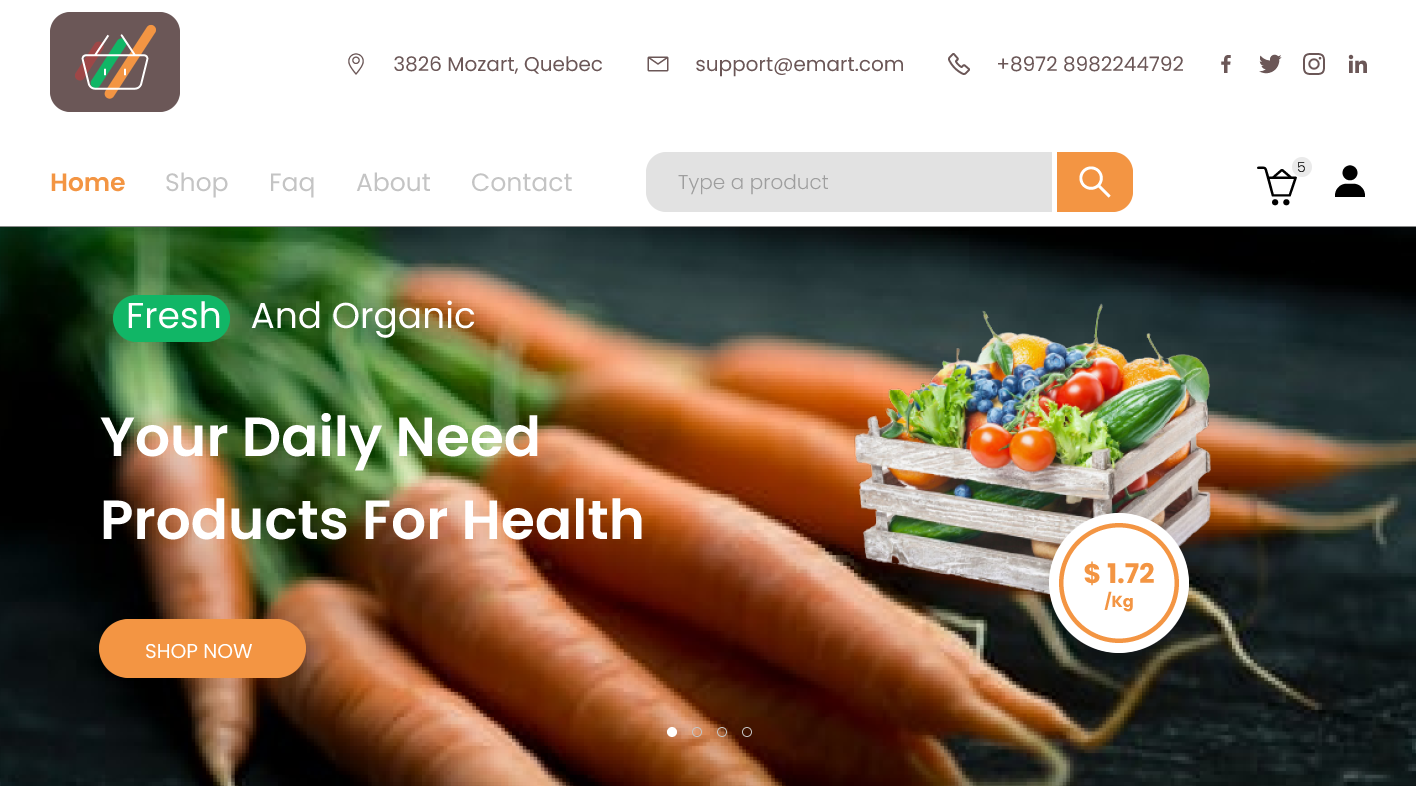 3826 Mozart, Quebec
support@emart.com
+8972 8982244792
Home
Shop
Faq
About
Contact
Type a product
5
Fresh And Organic
Your Daily Need
Products For Health
$ 1.72
/Kg
SHOP NOW